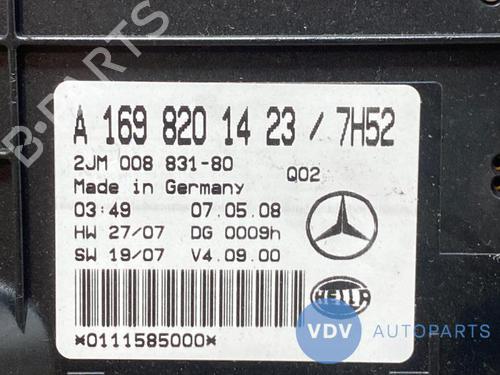 A 169 820 14 23 / 7H52
2JM 008 831-80 Q02
Made in Germany
03:49 07.05.08
HW 27/07 DG 0009h
SW 19/07 V4.09.00
HELLA
*0111585000*
VDV AUTOPARTS
B-PARTS